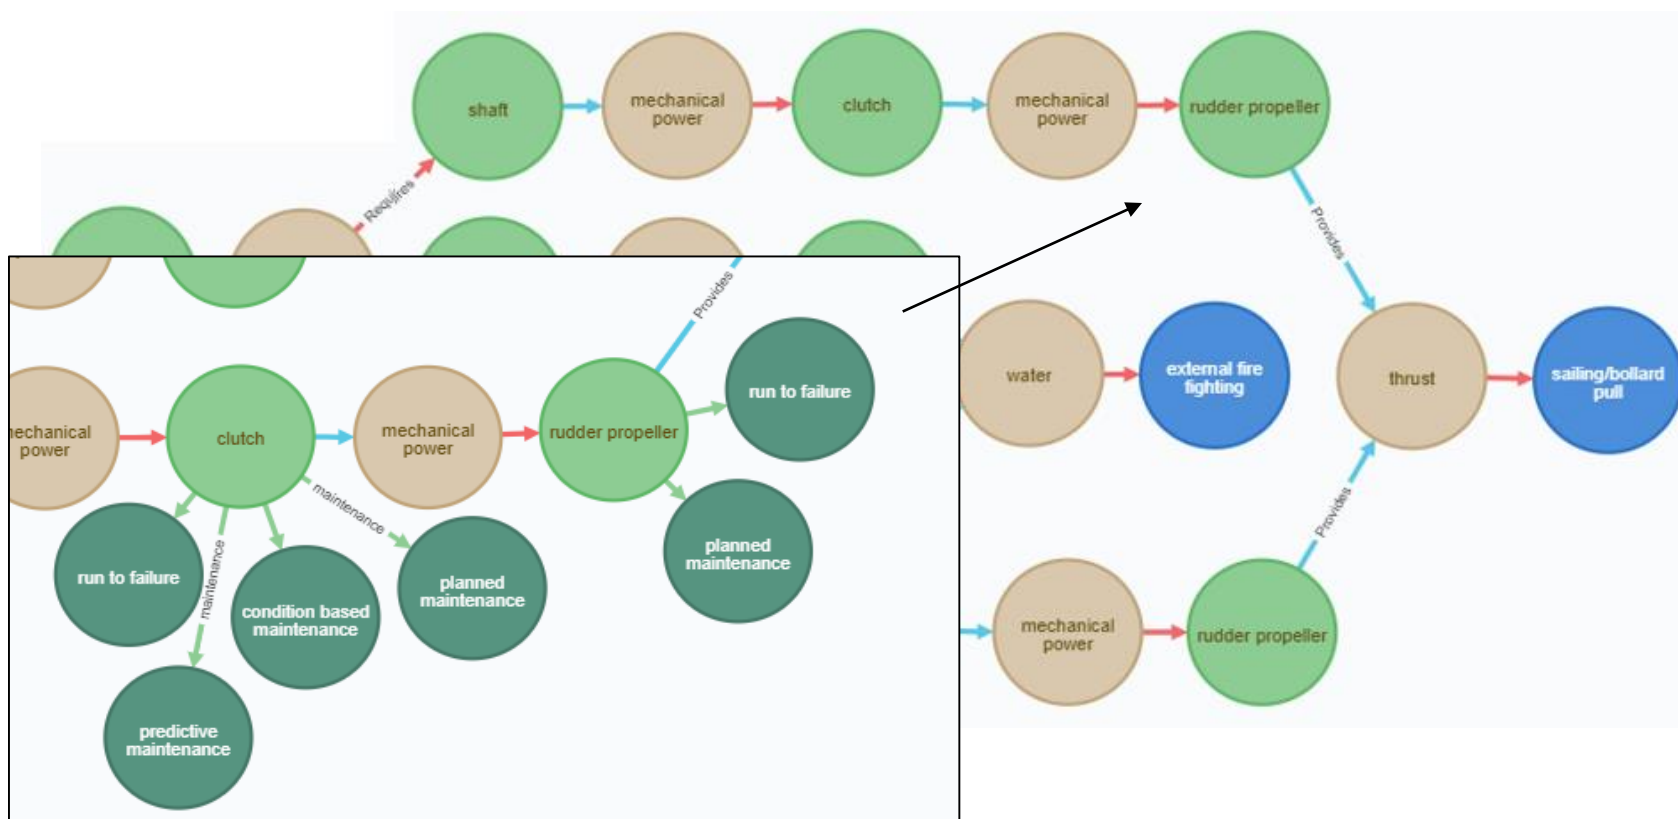 shaft
mechanical
power
clutch
mechanical
power
rudder propeller
Requires
Provides
water
external fire
fighting
thrust
sailing/bollard
pull
Provides
mechanical
power
rudder propeller
Provides
run to failure
mechanical
power
clutch
mechanical
power
rudder propeller
maintenance
run to failure
maintenance
condition based
maintenance
planned
maintenance
planned
maintenance
predictive
maintenance